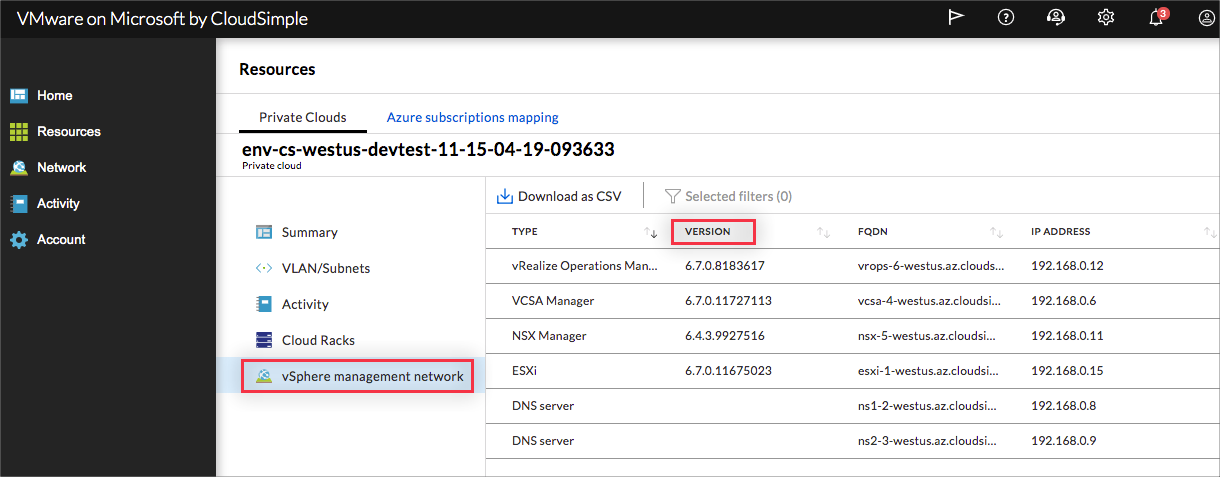 VMware on Microsoft by CloudSimple
3
Home
Resources
Network
Activity
Account
Resources
Private Clouds Azure subscriptions mapping
env-cs-westus-devtest-11-15-04-19-093633
Private cloud
Summary
VLAN/Subnets
Activity
Cloud Racks
vSphere management network
Download as CSV Selected filters (0)
TYPE VERSION FQDN IP ADDRESS
vRealize Operations Man... 6.7.0.8183617 vrops-6-westus.az.clouds... 192.168.0.12
VCSA Manager 6.7.0.11727113 vcsa-4-westus.az.cloudsi... 192.168.0.6
NSX Manager 6.4.3.9927516 nsx-5-westus.az.cloudsi... 192.168.0.11
ESXi 6.7.0.11675023 esxi-1-westus.az.cloudsi... 192.168.0.15
DNS server ns1-2-westus.az.cloudsi... 192.168.0.8
DNS server ns2-3-westus.az.cloudsi... 192.168.0.9